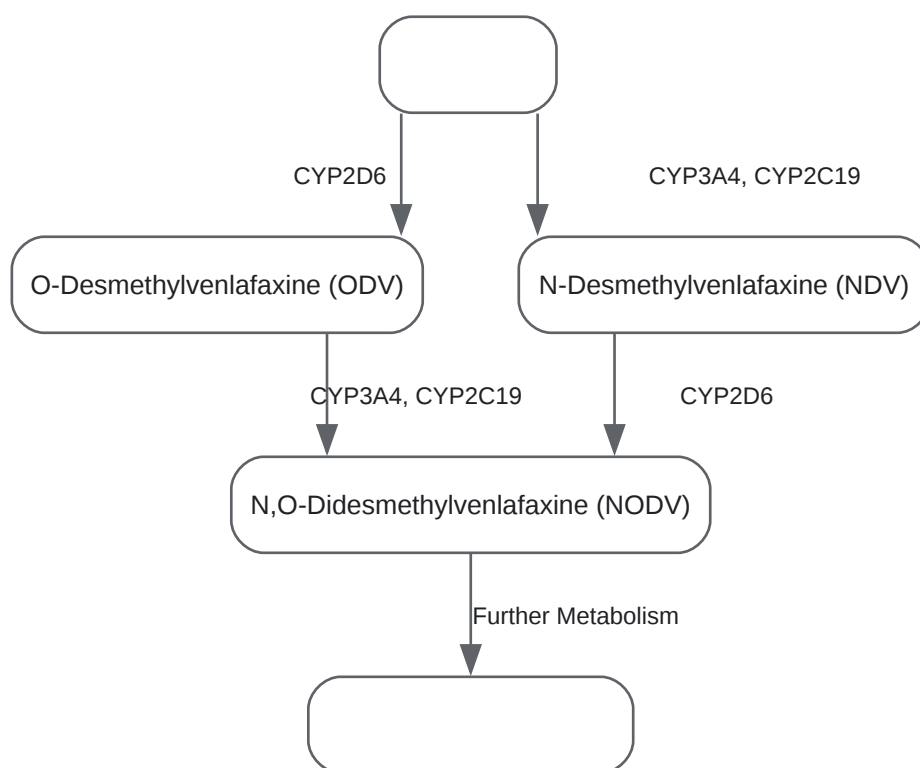 CYP2D6
CYP3A4, CYP2C19
O-Desmethylvenlafaxine (ODV)
N-Desmethylvenlafaxine (NDV)
CYP3A4, CYP2C19
CYP2D6
N,O-Didesmethylvenlafaxine (NODV)
Further Metabolism